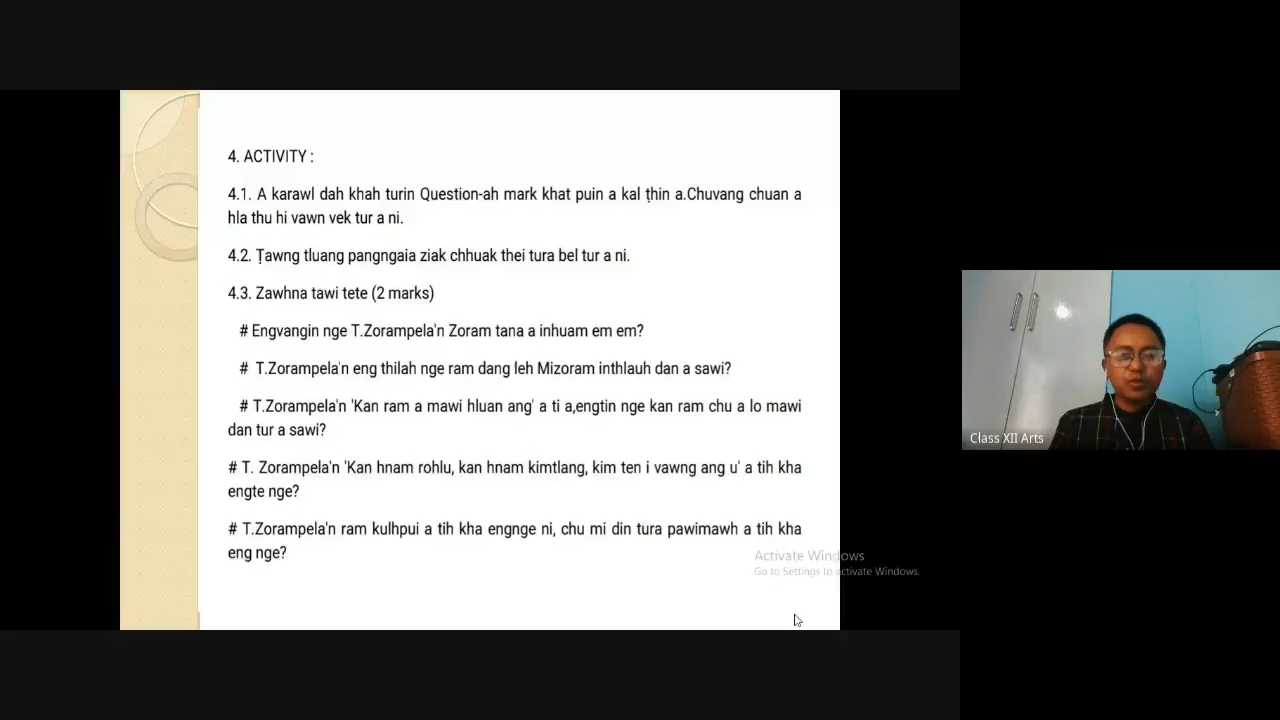 4. ACTIVITY :
4.1. A karawl dah khah turin Question-ah mark khat puin a kal ṭhin a.Chuvang chuan a
hla thu hi vawn vek tur a ni.
4.2. Ṭawng tluang pangngaia ziak chhuak thei tura bel tur a ni.
4.3. Zawhna tawi tete (2 marks)
# Engvangin nge T.Zorampela'n Zoram tana a inhuam em em?
# T.Zorampela'n eng thilah nge ram dang leh Mizoram inthlauh dan a sawi?
# T.Zorampela'n 'Kan ram a mawi hluan ang' a ti a,engtin nge kan ram chu a lo mawi
dan tur a sawi?
# T. Zorampela'n 'Kan hnam rohlu, kan hnam kimtlang, kim ten i vawng ang u' a tih kha
engte nge?
# T.Zorampela'n ram kulhpui a tih kha engnge ni, chu mi din tura pawimawh a tih kha
eng nge?
Activate Windows
Go to Settings to activate Windows.
Class XII Arts